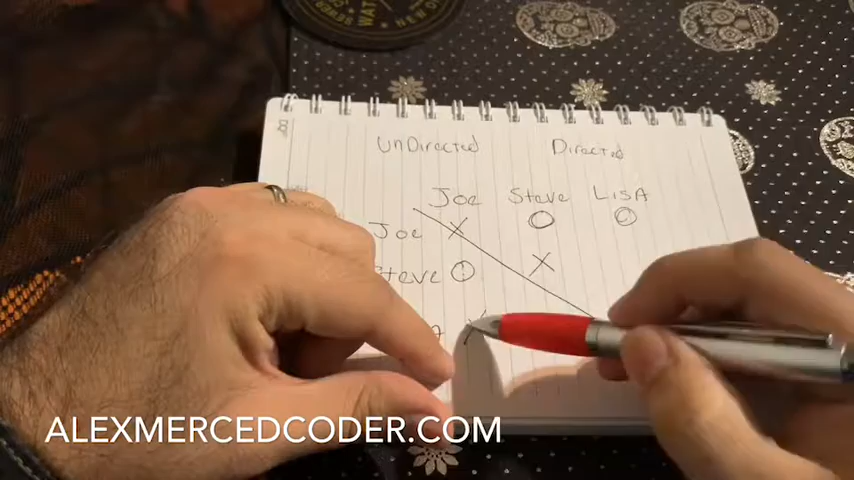 UnDirected Directed
Joe Steve LISA
Joe X O O
Steve O X
A X
ALEXMERCEDCODER.COM